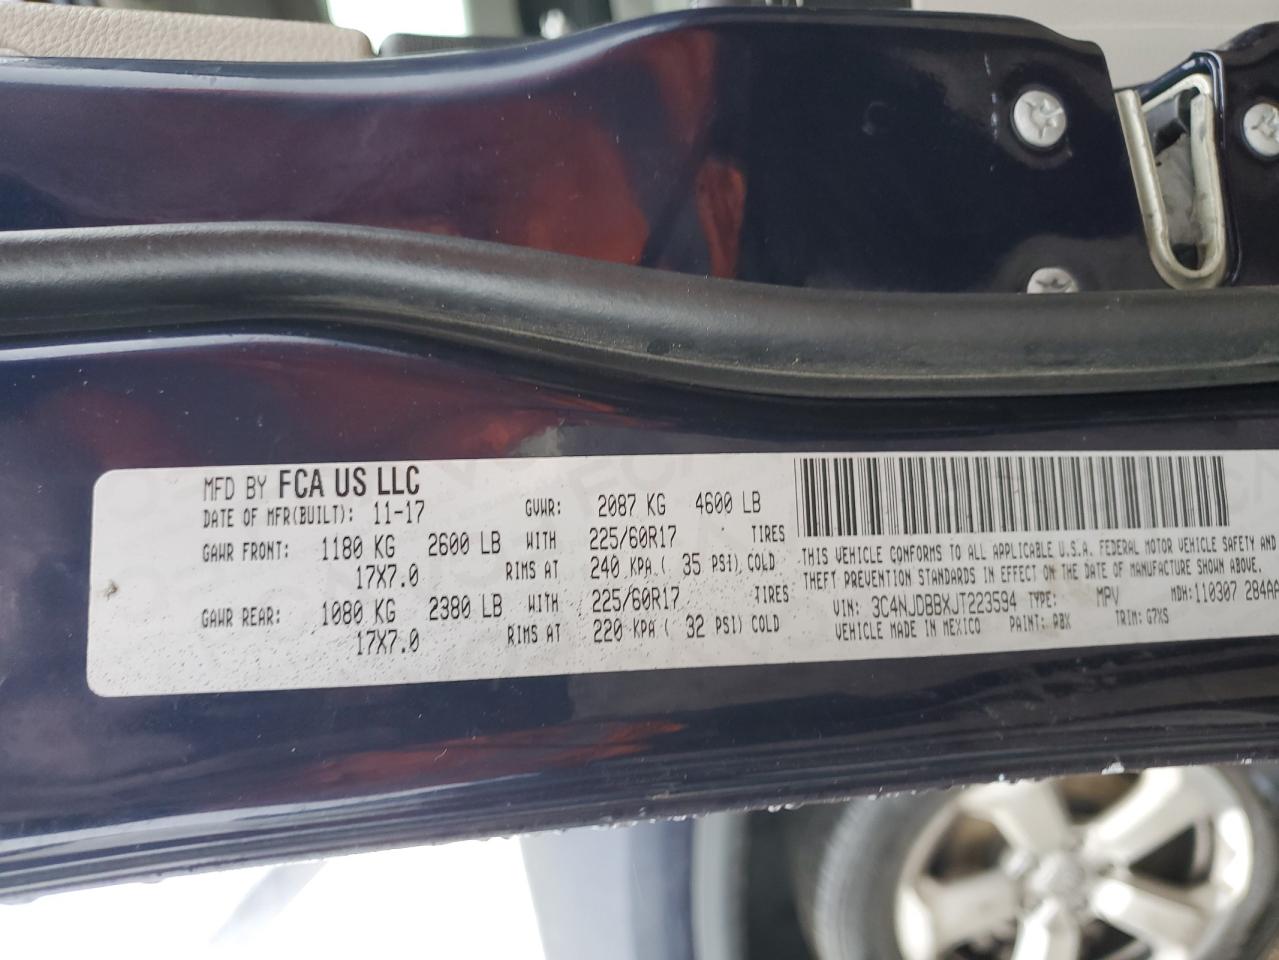 MFD BY FCA US LLC
DATE OF MFR(BUILT): 11-17 GVWR: 2087 KG 4600 LB
GAWR FRONT: 1180 KG 2600 LB WITH 225/60R17 TIRES
17X7.0 RIMS AT 240 KPA ( 35 PSI) COLD
GAWR REAR: 1080 KG 2380 LB WITH 225/60R17 TIRES
17X7.0 RIMS AT 220 KPA ( 32 PSI) COLD
THIS VEHICLE CONFORMS TO ALL APPLICABLE U.S.A. FEDERAL MOTOR VEHICLE SAFETY AND
THEFT PREVENTION STANDARDS IN EFFECT ON THE DATE OF MANUFACTURE SHOWN ABOVE.
VIN: 3C4NJDBBXJT223594 TYPE: MPV MDH: 110307 284AA
VEHICLE MADE IN MEXICO PAINT: PBX TRIM: G7XS